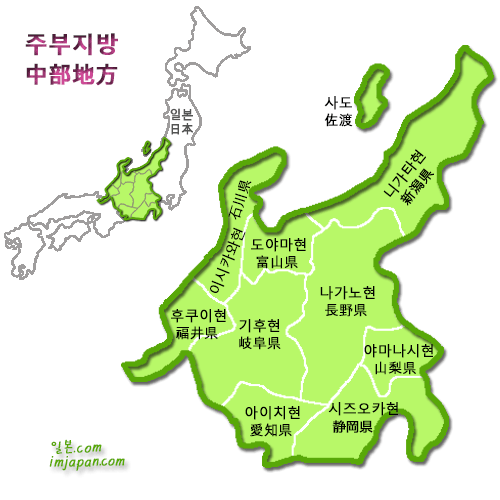 주부지방
中部地方
일본
日本
사도
佐渡
니가타현
新潟県
이시카와현 石川県
도야마현
富山県
나가노현
長野県
후쿠이현
福井県
기후현
岐阜県
야마나시현
山梨県
아이치현
愛知県
시즈오카현
静岡県
일본.com
imjapan.com